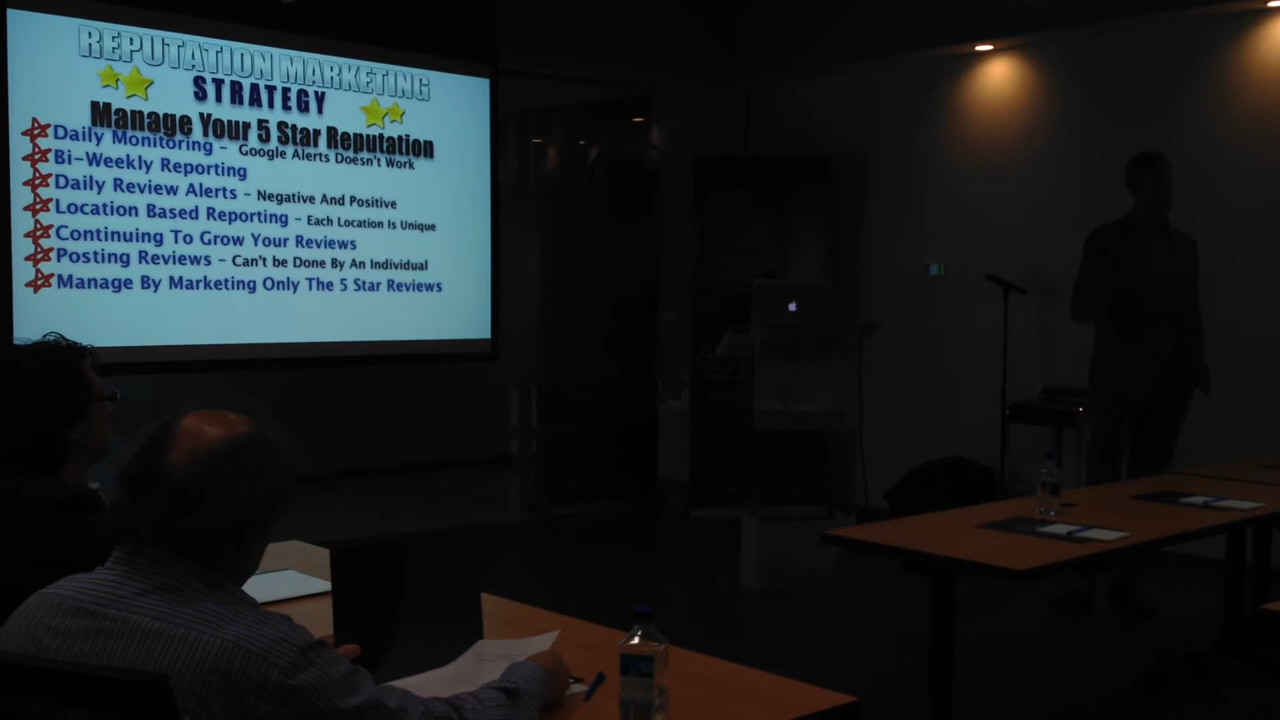 REPUTATION MARKETING
STRATEGY
Manage Your 5 Star Reputation
Daily Monitoring - Google Alerts Doesn't Work
Bi-Weekly Reporting
Daily Review Alerts - Negative And Positive
Location Based Reporting - Each Location Is Unique
Continuing To Grow Your Reviews
Posting Reviews - Can't be Done By An Individual
Manage By Marketing Only The 5 Star Reviews